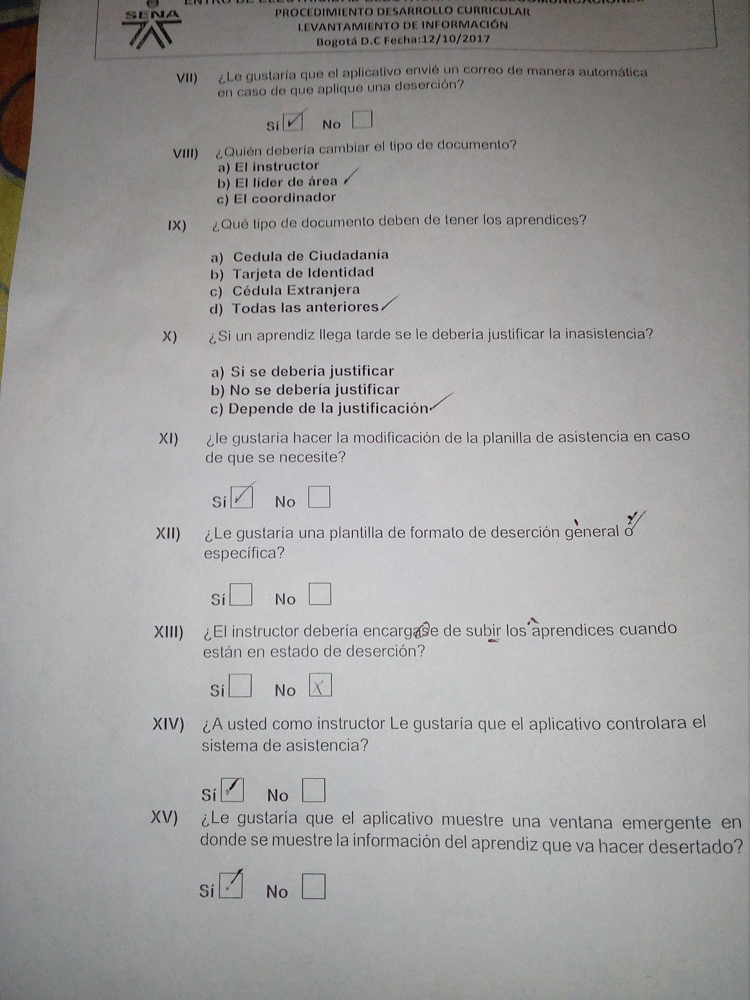 SENA
PROCEDIMIENTO DESARROLLO CURRICULAR
LEVANTAMIENTO DE INFORMACIÓN
Bogotá D.C Fecha:12/10/2017
VII) ¿Le gustaría que el aplicativo envié un correo de manera automática
en caso de que aplique una deserción?
Sí ✓ No
VIII) ¿Quién debería cambiar el tipo de documento?
a) El instructor
b) El líder de área ✓
c) El coordinador
IX) ¿Qué tipo de documento deben de tener los aprendices?
a) Cedula de Ciudadanía
b) Tarjeta de Identidad
c) Cédula Extranjera
d) Todas las anteriores ✓
X) ¿Si un aprendiz llega tarde se le debería justificar la inasistencia?
a) Si se debería justificar
b) No se debería justificar
c) Depende de la justificación ✓
XI) ¿le gustaría hacer la modificación de la planilla de asistencia en caso
de que se necesite?
Sí ✓ No
XII) ¿Le gustaría una plantilla de formato de deserción general o
específica?
Sí No
XIII) ¿El instructor debería encargase de subir los aprendices cuando
están en estado de deserción?
Sí No X
XIV) ¿A usted como instructor Le gustaría que el aplicativo controlara el
sistema de asistencia?
Sí ✓ No
XV) ¿Le gustaría que el aplicativo muestre una ventana emergente en
donde se muestre la información del aprendiz que va hacer desertado?
Sí ✓ No